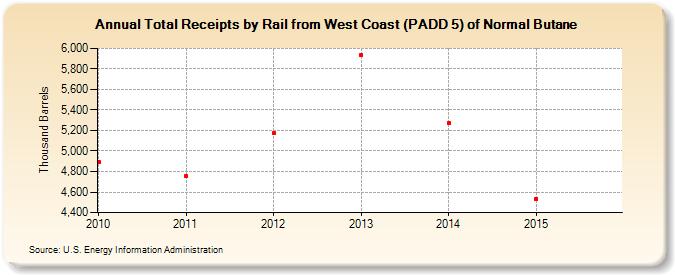 Annual Total Receipts by Rail from West Coast (PADD 5) of Normal Butane
Thousand Barrels
6,000
5,800
5,600
5,400
5,200
5,000
4,800
4,600
4,400
2010 2011 2012 2013 2014 2015
Source: U.S. Energy Information Administration